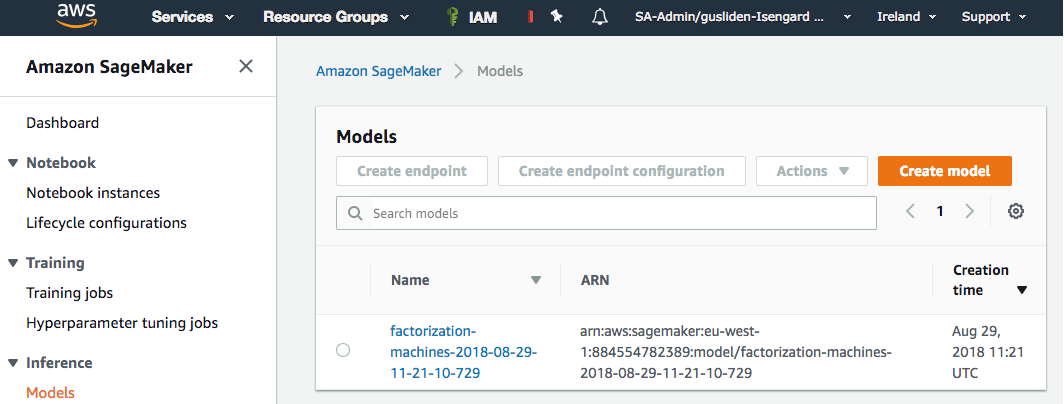 aws
Services
Resource Groups
IAM
SA-Admin/gusliden-Isengard ...
Ireland
Support
Amazon SageMaker
Dashboard
Notebook
Notebook instances
Lifecycle configurations
Training
Training jobs
Hyperparameter tuning jobs
Inference
Models
Amazon SageMaker
Models
Models
Create endpoint
Create endpoint configuration
Actions
Create model
Search models
1
Name
ARN
Creation
time
factorization-
machines-2018-08-29-
11-21-10-729
arn:aws:sagemaker:eu-west-
1:884554782389:model/factorization-machines-
2018-08-29-11-21-10-729
Aug 29,
2018 11:21
UTC